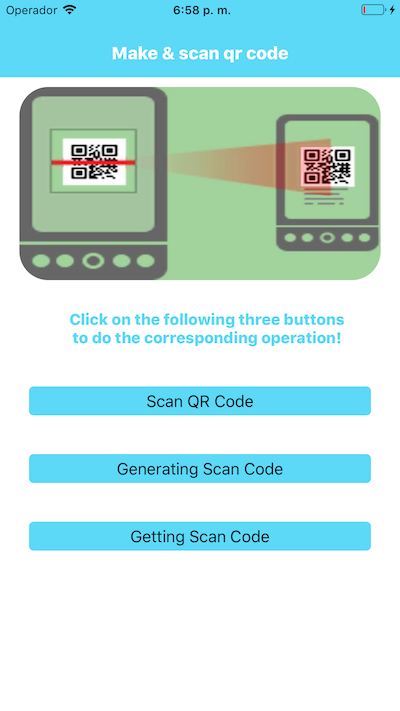 Operador
6:58 p. m.
Make & scan qr code
Click on the following three buttons
to do the corresponding operation!
Scan QR Code
Generating Scan Code
Getting Scan Code